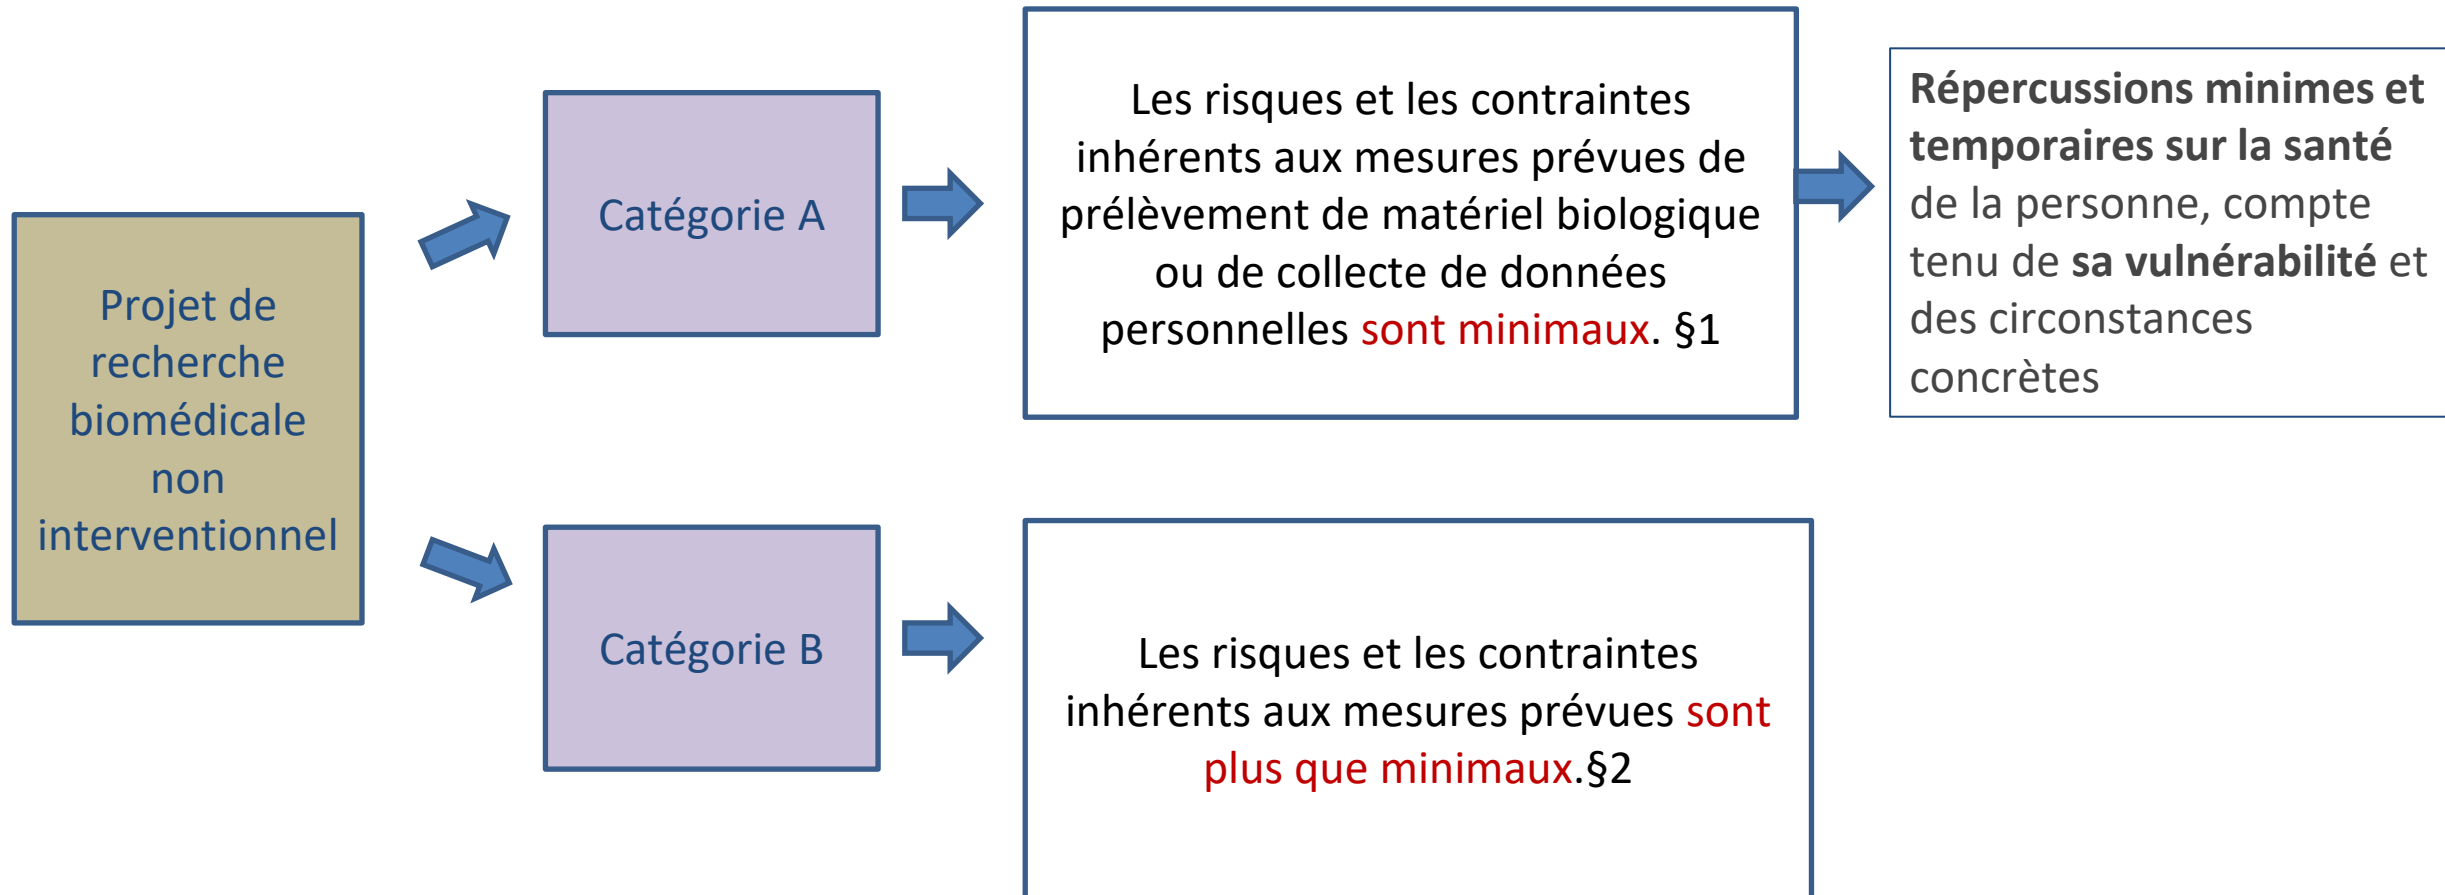 Projet de
recherche
biomédicale
non
interventionnel
Catégorie A
Les risques et les contraintes
inhérents aux mesures prévues de
prélèvement de matériel biologique
ou de collecte de données
personnelles sont minimaux. §1
Répercussions minimes et
temporaires sur la santé
de la personne, compte
tenu de sa vulnérabilité et
des circonstances
concrètes
Catégorie B
Les risques et les contraintes
inhérents aux mesures prévues sont
plus que minimaux.§2